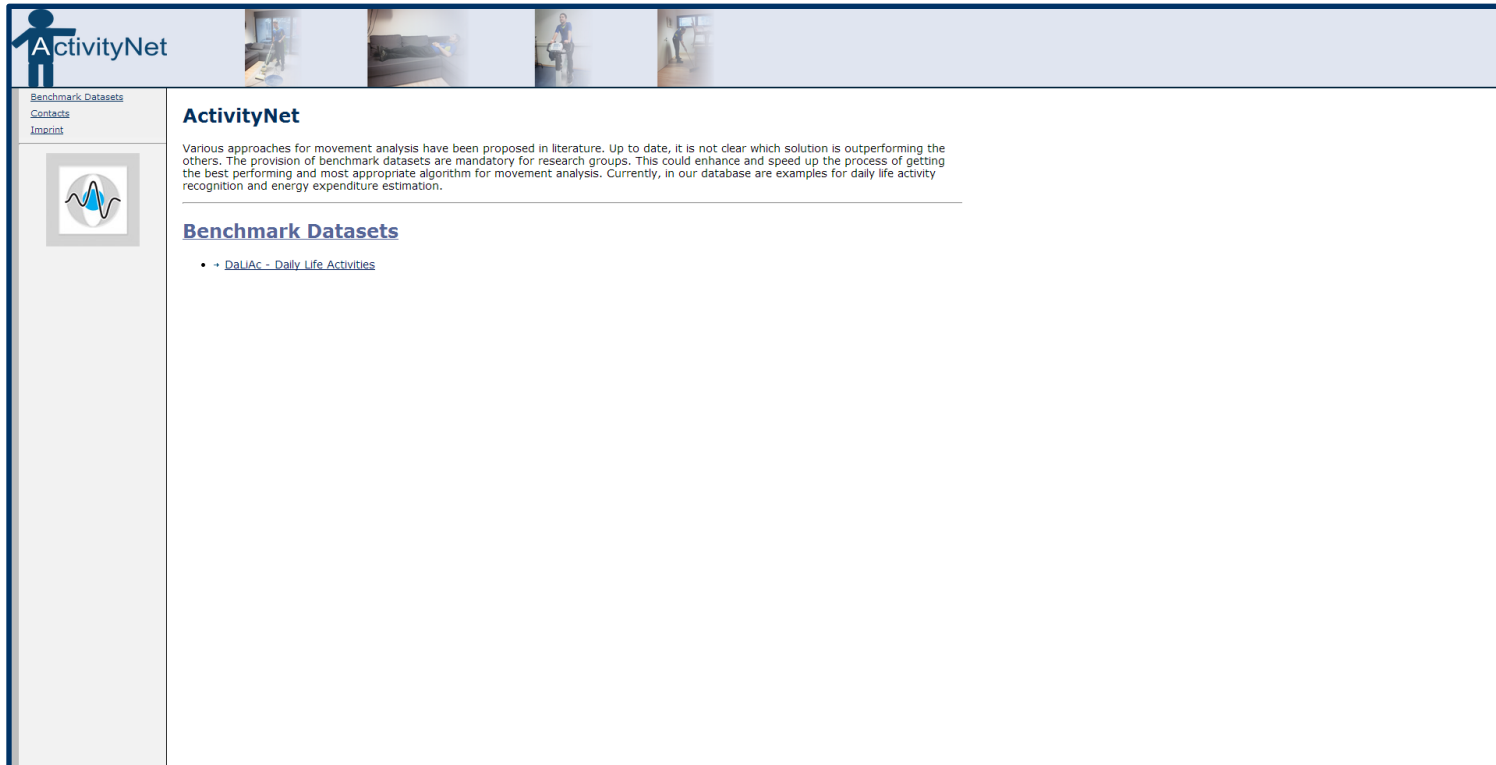 ActivityNet
Benchmark Datasets
Contacts
Imprint
ActivityNet
Various approaches for movement analysis have been proposed in literature. Up to date, it is not clear which solution is outperforming the
others. The provision of benchmark datasets are mandatory for research groups. This could enhance and speed up the process of getting
the best performing and most appropriate algorithm for movement analysis. Currently, in our database are examples for daily life activity
recognition and energy expenditure estimation.
Benchmark Datasets
• → DaLiAc - Daily Life Activities